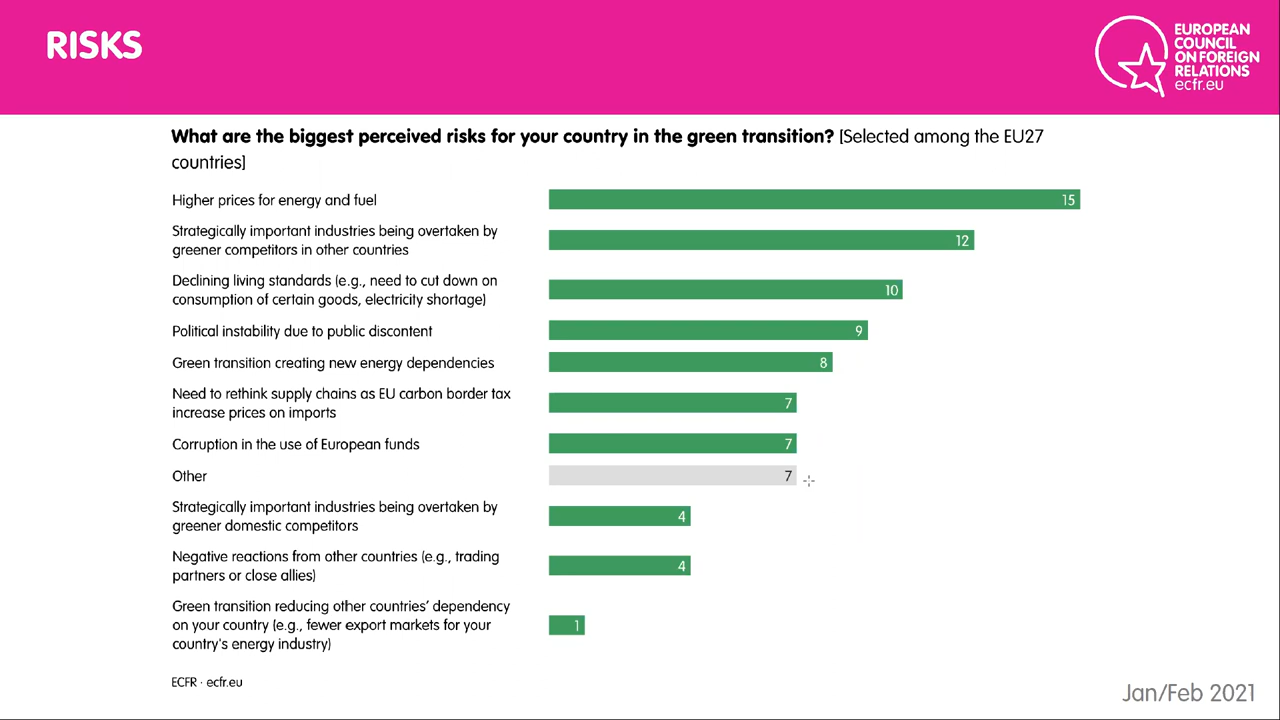 RISKS
EUROPEAN
COUNCIL
ON FOREIGN
RELATIONS
ecfr.eu
What are the biggest perceived risks for your country in the green transition? [Selected among the EU27
countries]
Higher prices for energy and fuel
15
Strategically important industries being overtaken by
greener competitors in other countries
12
Declining living standards (e.g., need to cut down on
consumption of certain goods, electricity shortage)
10
Political instability due to public discontent
9
Green transition creating new energy dependencies
8
Need to rethink supply chains as EU carbon border tax
increase prices on imports
7
Corruption in the use of European funds
7
Other
7
Strategically important industries being overtaken by
greener domestic competitors
4
Negative reactions from other countries (e.g., trading
partners or close allies)
4
Green transition reducing other countries' dependency
on your country (e.g., fewer export markets for your
country's energy industry)
1
ECFR · ecfr.eu
Jan/Feb 2021